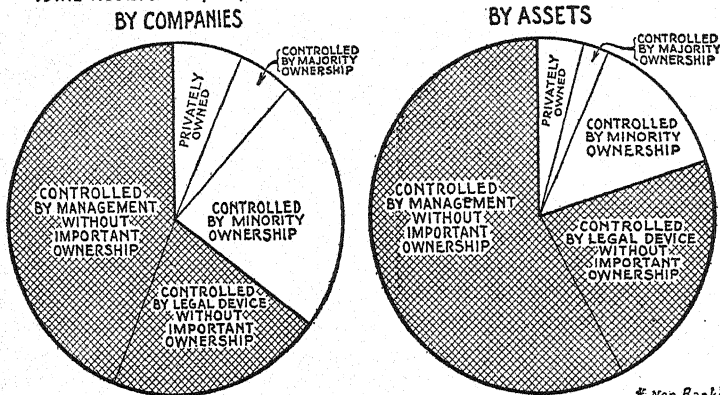 BY COMPANIES
PRIVATELY
OWNED
CONTROLLED
BY MAJORITY
OWNERSHIP
CONTROLLED
BY MINORITY
OWNERSHIP
CONTROLLED
BY LEGAL DEVICE
WITHOUT
IMPORTANT
OWNERSHIP
CONTROLLED
BY MANAGEMENT
WITHOUT
IMPORTANT
OWNERSHIP
BY ASSETS
PRIVATELY
OWNED
CONTROLLED
BY MAJORITY
OWNERSHIP
CONTROLLED
BY MINORITY
OWNERSHIP
CONTROLLED
BY LEGAL DEVICE
WITHOUT
IMPORTANT
OWNERSHIP
CONTROLLED
BY MANAGEMENT
WITHOUT
IMPORTANT
OWNERSHIP
* Non